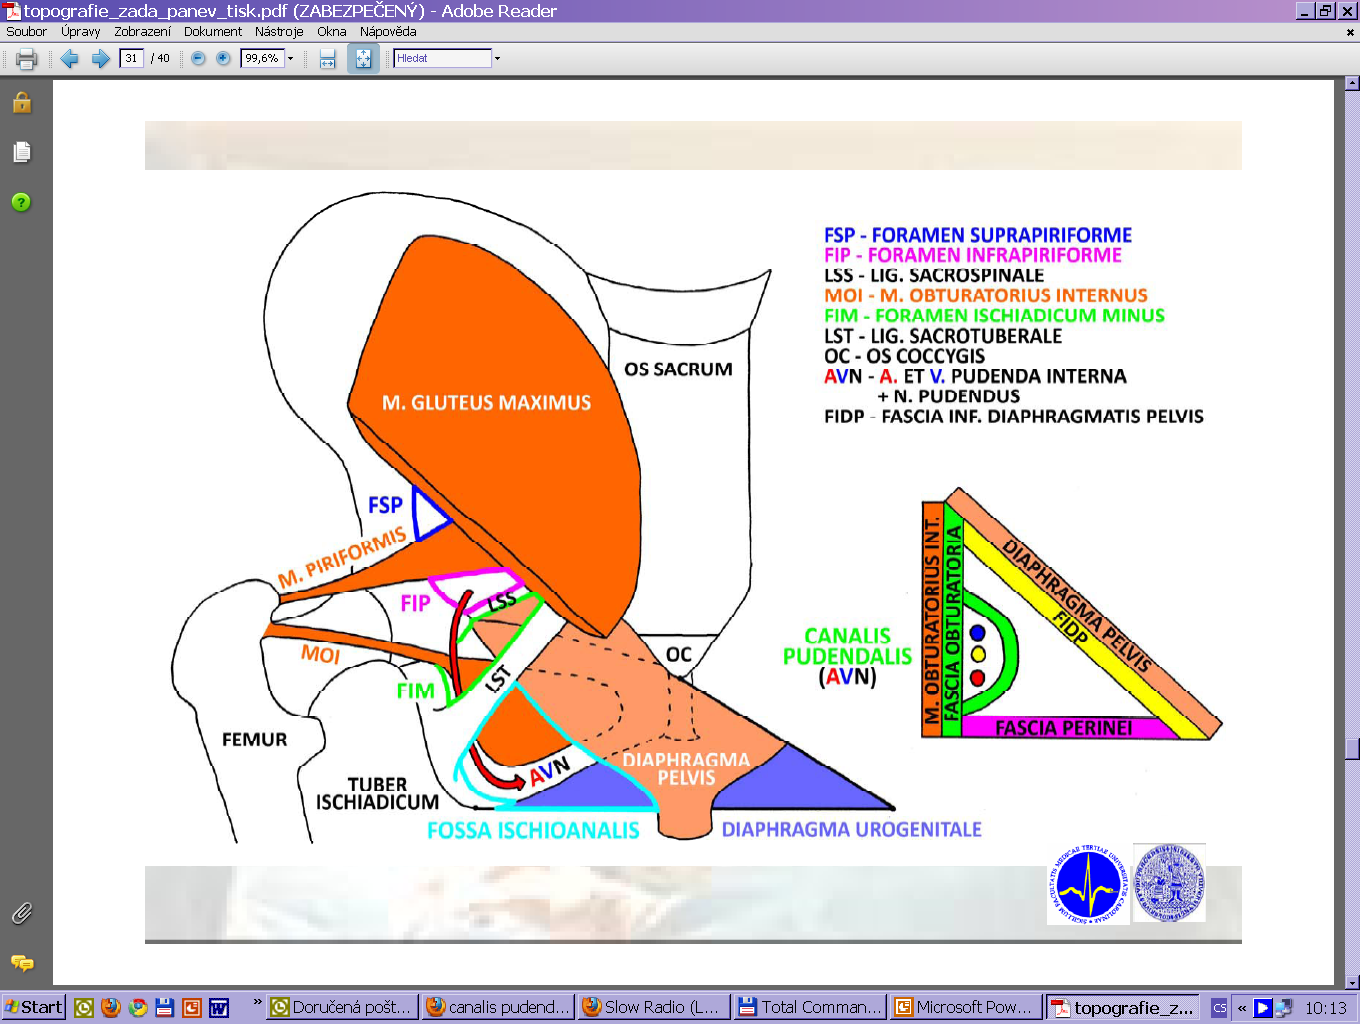 topografie_zada_panev_tisk.pdf (ZABEZPEČENÝ) - Adobe Reader
Soubor Úpravy Zobrazení Dokument Nástroje Okna Nápověda
31 / 40 99,6% Hledat
FSP - FORAMEN SUPRAPIRIFORME
FIP - FORAMEN INFRAPIRIFORME
LSS - LIG. SACROSPINALE
MOI - M. OBTURATORIUS INTERNUS
FIM - FORAMEN ISCHIADICUM MINUS
LST - LIG. SACROTUBERALE
OC - OS COCCYGIS
AVN - A. ET V. PUDENDA INTERNA
+ N. PUDENDUS
FIDP - FASCIA INF. DIAPHRAGMATIS PELVIS
OS SACRUM
M. GLUTEUS MAXIMUS
FSP
M. PIRIFORMIS
FIP
LSS
MOI
OC
LST
FIM
FEMUR
AVN
DIAPHRAGMA
PELVIS
TUBER
ISCHIADICUM
FOSSA ISCHIOANALIS
DIAPHRAGMA UROGENITALE
CANALIS
PUDENDALIS
(AVN)
M. OBTURATORIUS INT.
FASCIA OBTURATORIA
DIAPHRAGMA PELVIS
FIDP
FASCIA PERINEI
Start » Doručená pošt... canalis pudend... Slow Radio (L... Total Comman... Microsoft Pow... topografie_z... CS « 10:13